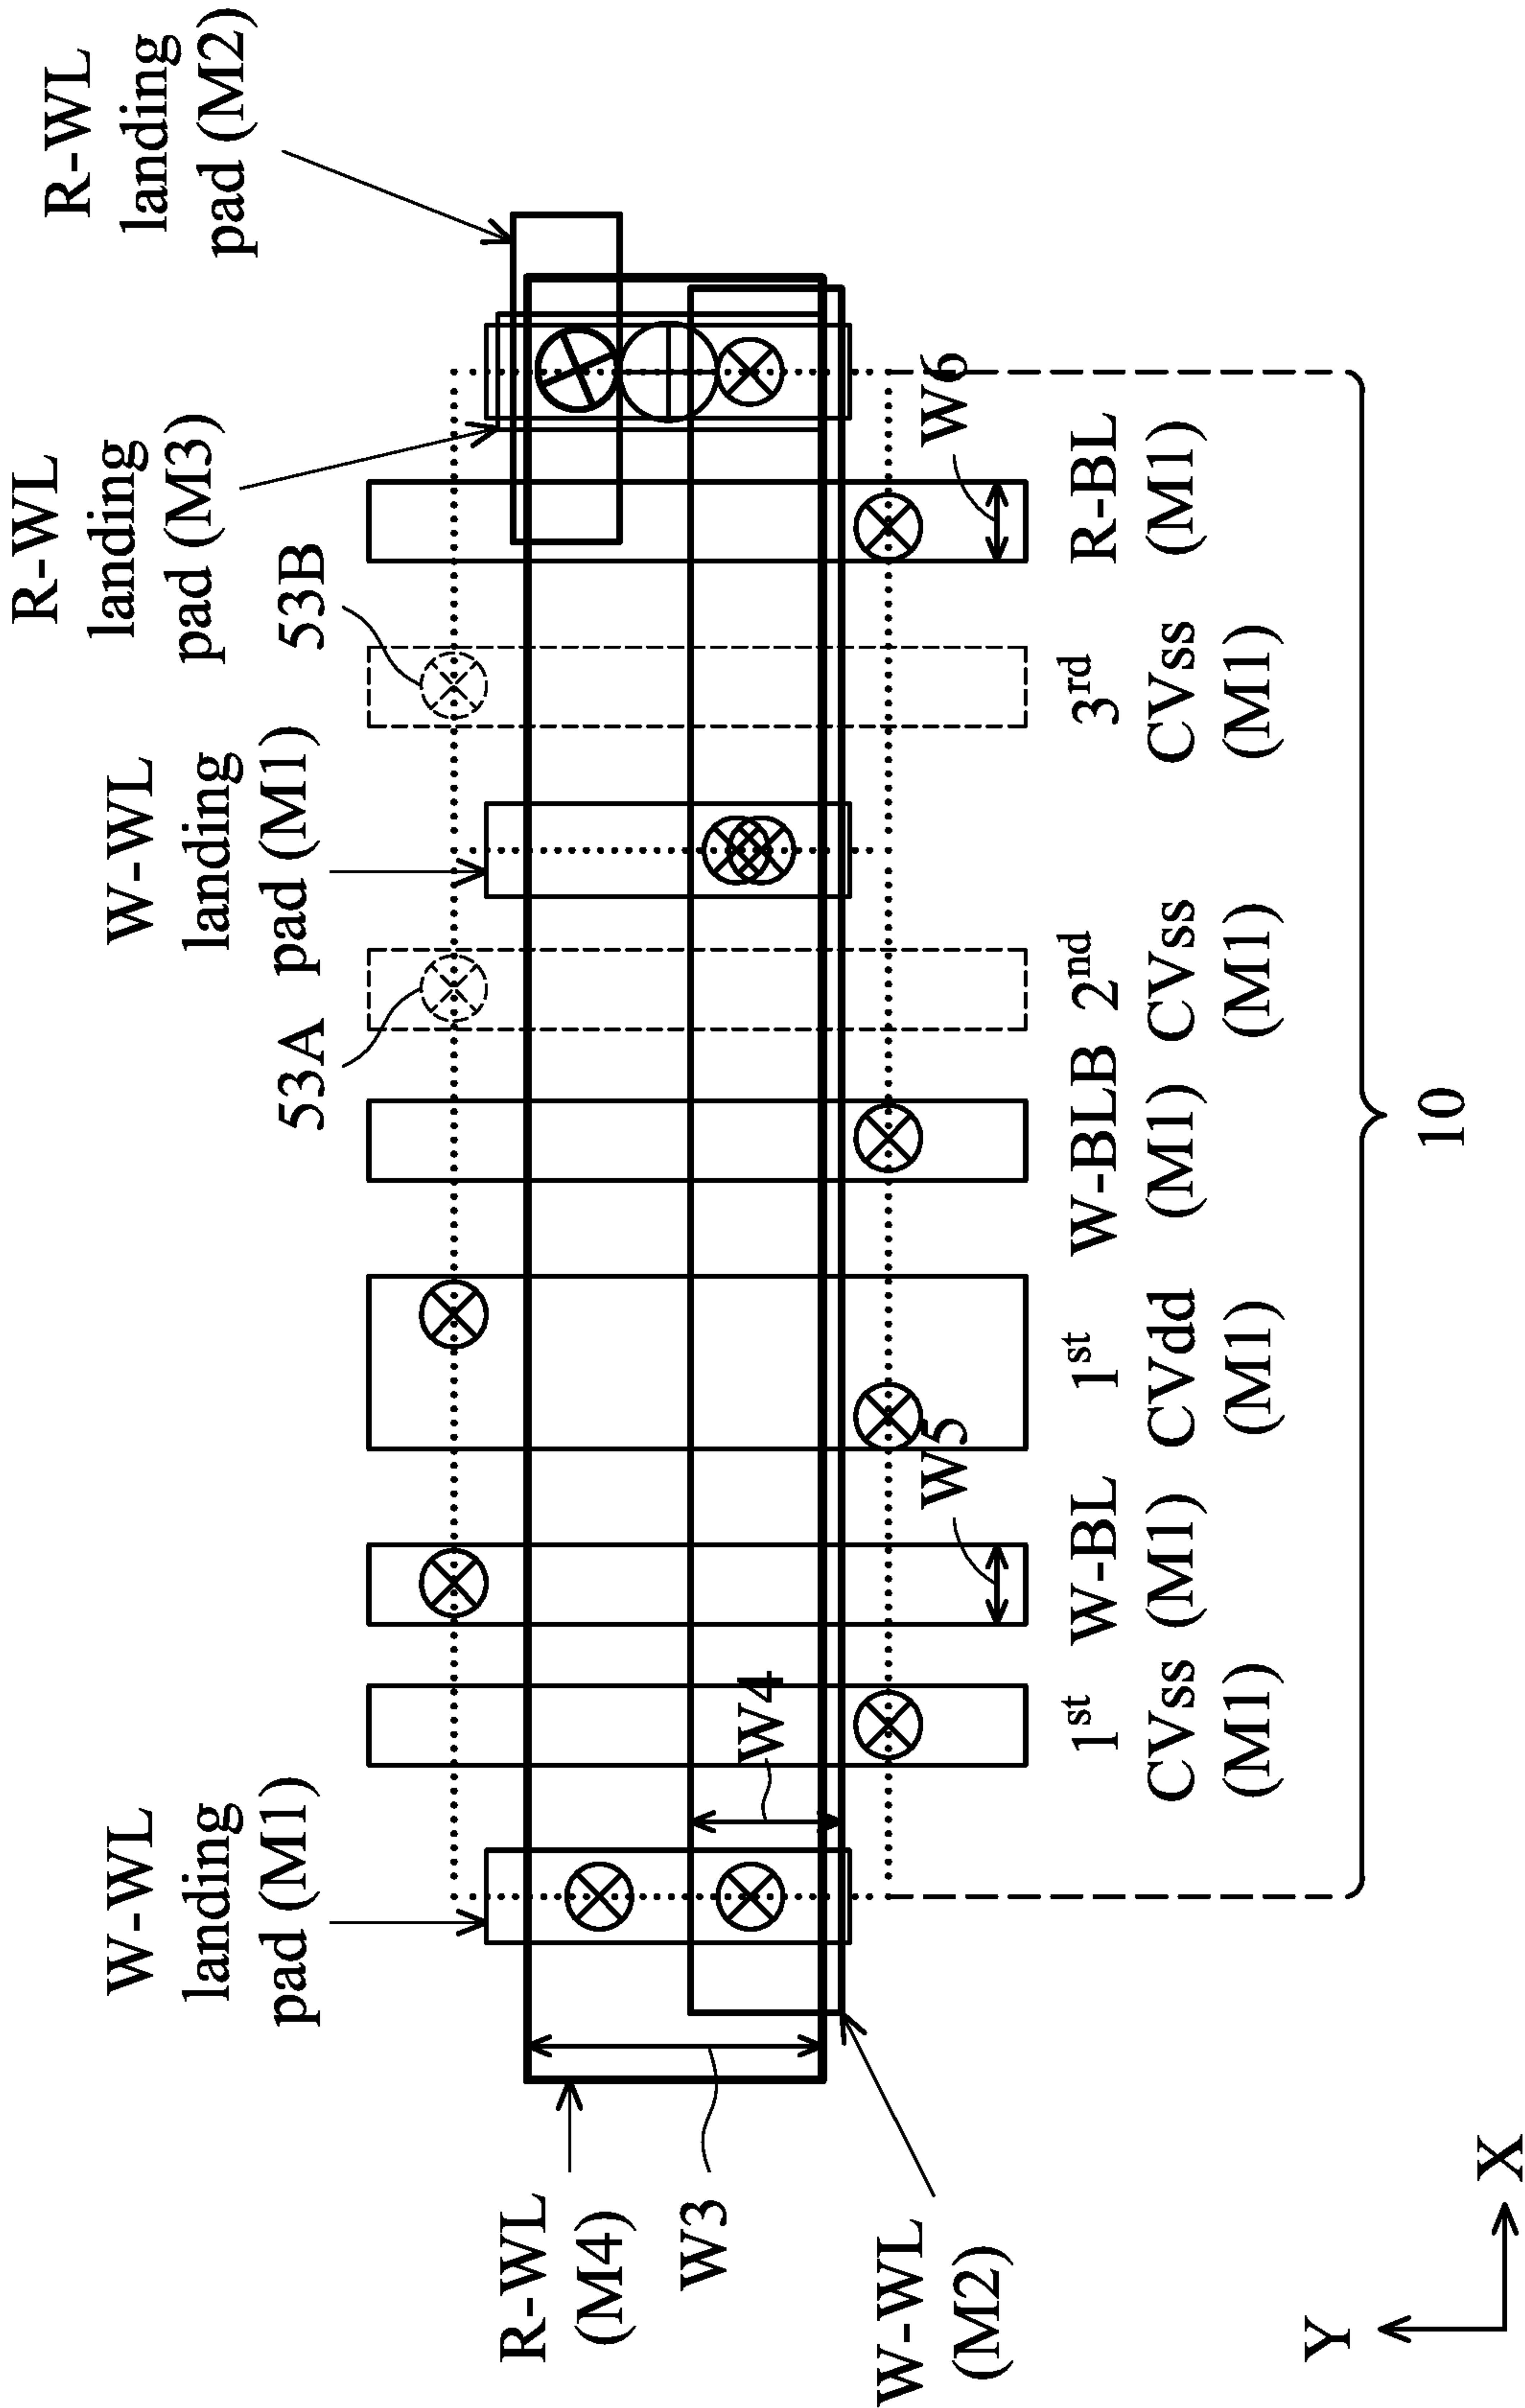 W-WL
landing
pad (M1)
W-WL
landing
pad (M1)
R-WL
landing
pad (M3)
R-WL
landing
pad (M2)
53A
53B
R-WL
(M4)
W3
W-WL
(M2)
W4
W5
W6
1st
CVss
(M1)
W-BL
(M1)
1st
CVdd
(M1)
W-BLB
(M1)
2nd
CVss
(M1)
3rd
CVss
(M1)
R-BL
(M1)
10
Y
X